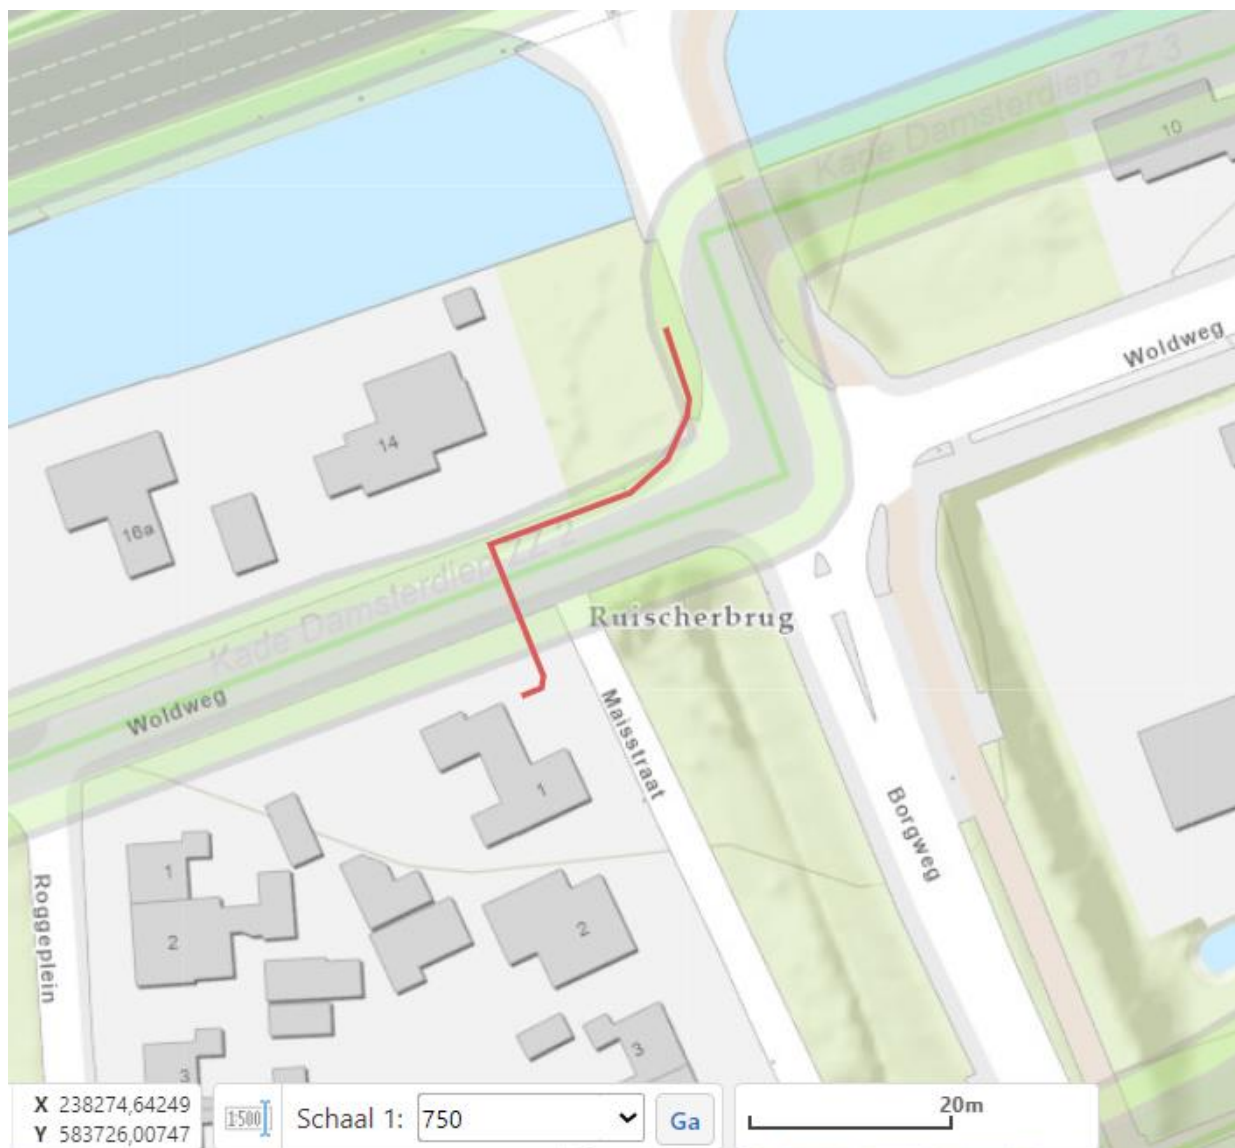 Kade Damsterdiep ZZ 3
10
Woldweg
14
16a
Kade Damsterdiep ZZ 2
Ruischerbrug
Woldweg
Maisstraat
1
Borgweg
1
Roggeplein
2
2
3
3
X 238274,64249
Y 583726,00747
1:500
Schaal 1: 750
Ga
20m